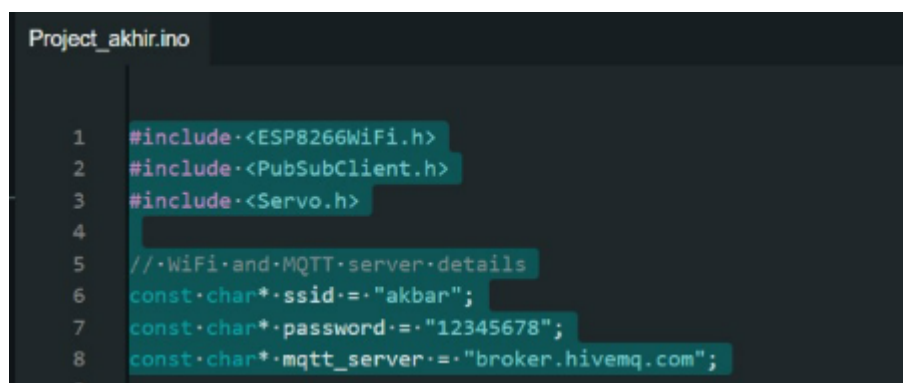 Project_akhir.ino
1 #include <ESP8266WiFi.h>
2 #include <PubSubClient.h>
3 #include <Servo.h>
4
5 // WiFi and MQTT server details
6 const char* ssid = "akbar";
7 const char* password = "12345678";
8 const char* mqtt_server = "broker.hivemq.com";